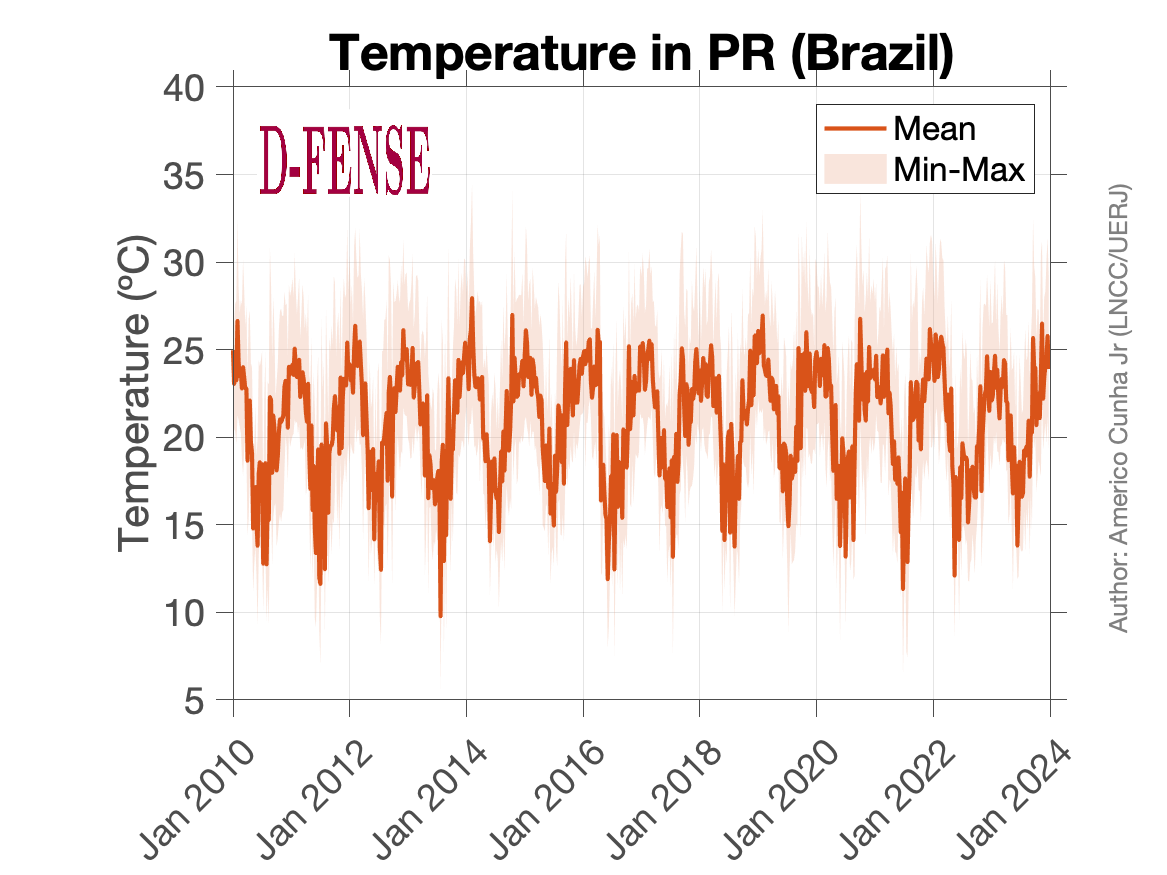 Temperature in PR (Brazil)
D-FENSE
Mean
Min-Max
40
35
30
25
20
15
10
5
Temperature (ºC)
Jan 2010
Jan 2012
Jan 2014
Jan 2016
Jan 2018
Jan 2020
Jan 2022
Jan 2024
Author: Americo Cunha Jr (LNCC/UERJ)